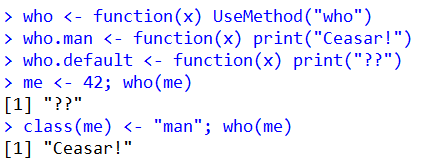 > who <- function(x) UseMethod("who")
> who.man <- function(x) print("Ceasar!")
> who.default <- function(x) print("??")
> me <- 42; who(me)
[1] "??"
> class(me) <- "man"; who(me)
[1] "Ceasar!"